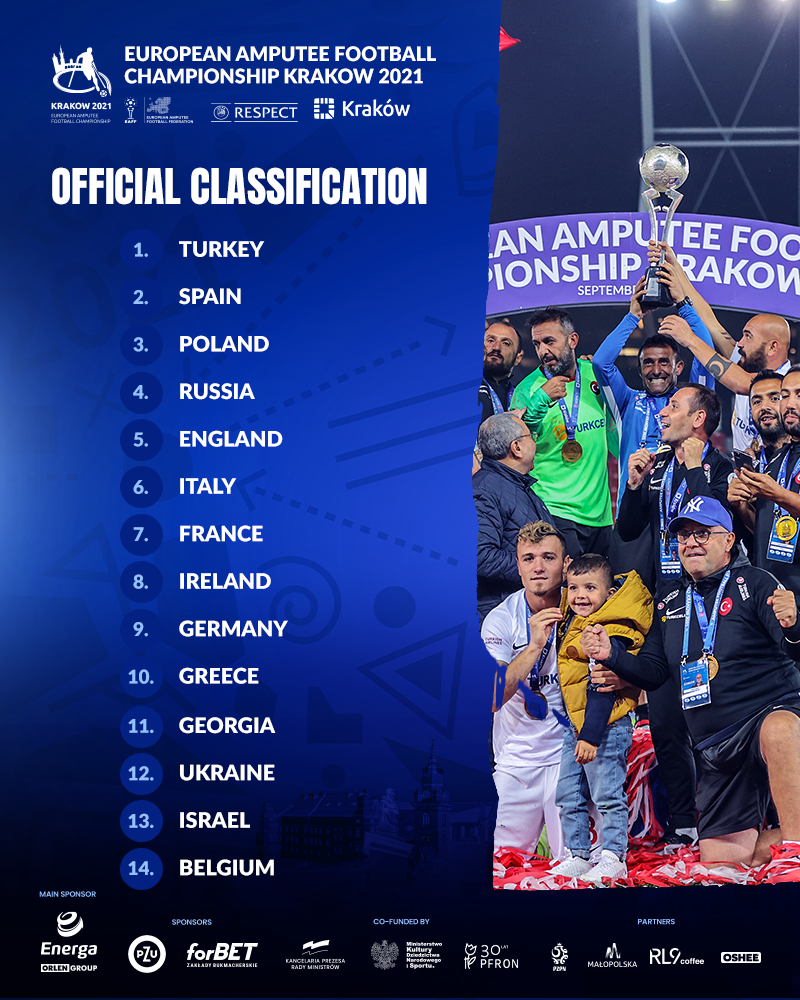 EUROPEAN AMPUTEE FOOTBALL
CHAMPIONSHIP KRAKOW 2021
KRAKOW 2021
EUROPEAN AMPUTEE
FOOTBALL CHAMPIONSHIP
EAFF
EUROPEAN AMPUTEE
FOOTBALL FEDERATION
RESPECT
Kraków
OFFICIAL CLASSIFICATION
1. TURKEY
2. SPAIN
3. POLAND
4. RUSSIA
5. ENGLAND
6. ITALY
7. FRANCE
8. IRELAND
9. GERMANY
10. GREECE
11. GEORGIA
12. UKRAINE
13. ISRAEL
14. BELGIUM
AN AMPUTEE FOO
PIONSHIP KRAKOW
SEPTEMBE
TURKCE
NY
MAIN SPONSOR
Energa
ORLEN GROUP
SPONSORS
PZU
forBET
ZAKŁADY BUKMACHERSKIE
KANCELARIA PREZESA
RADY MINISTRÓW
CO-FUNDED BY
Ministerstwo
Kultury
Dziedzictwa
Narodowego
i Sportu.
30 LAT
PFRON
PARTNERS
PZPN
MAŁOPOLSKA
RL9 coffee
OSHEE